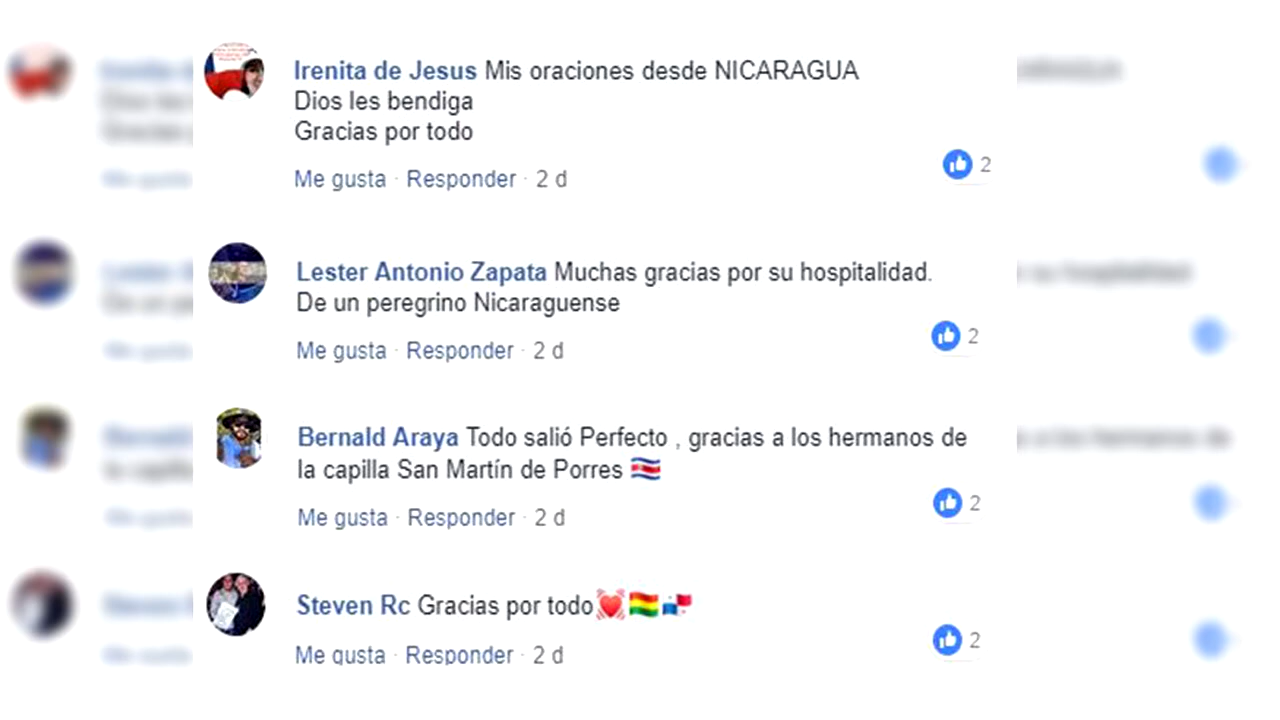 Irenita de Jesus Mis oraciones desde NICARAGUA
Dios les bendiga
Gracias por todo
Me gusta · Responder · 2 d
2
Lester Antonio Zapata Muchas gracias por su hospitalidad.
De un peregrino Nicaraguense
Me gusta · Responder · 2 d
2
Bernald Araya Todo salió Perfecto , gracias a los hermanos de
la capilla San Martín de Porres 🇨🇷
Me gusta · Responder · 2 d
2
Steven Rc Gracias por todo💓🇧🇴🇵🇦
Me gusta · Responder · 2 d
2